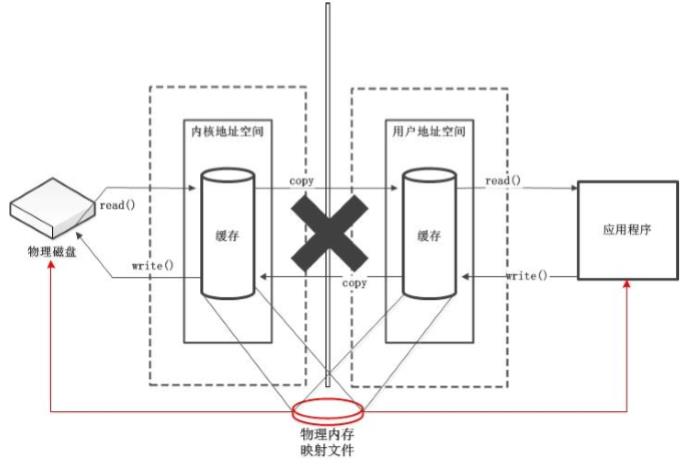 内核地址空间
用户地址空间
copy
read()
read()
缓存
缓存
应用程序
物理磁盘
write()
copy
write()
物理内存
映射文件